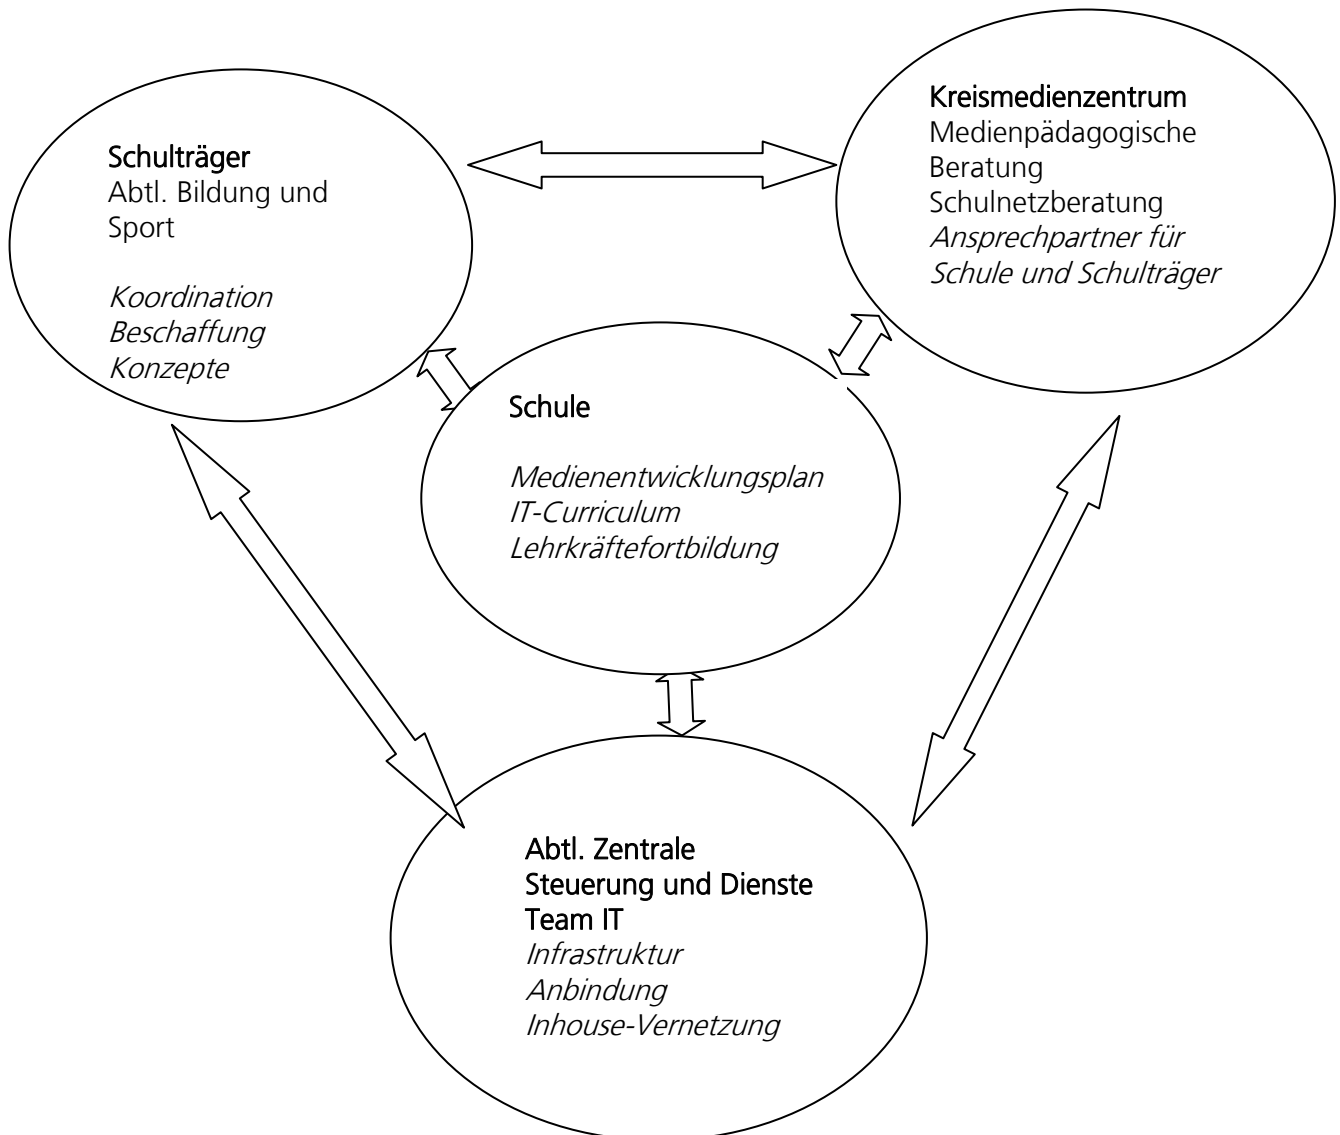 Schulträger
Abtl. Bildung und
Sport
Koordination
Beschaffung
Konzepte
Kreismedienzentrum
Medienpädagogische
Beratung
Schulnetzberatung
Ansprechpartner für
Schule und Schulträger
Schule
Medienentwicklungsplan
IT-Curriculum
Lehrkräftefortbildung
Abtl. Zentrale
Steuerung und Dienste
Team IT
Infrastruktur
Anbindung
Inhouse-Vernetzung